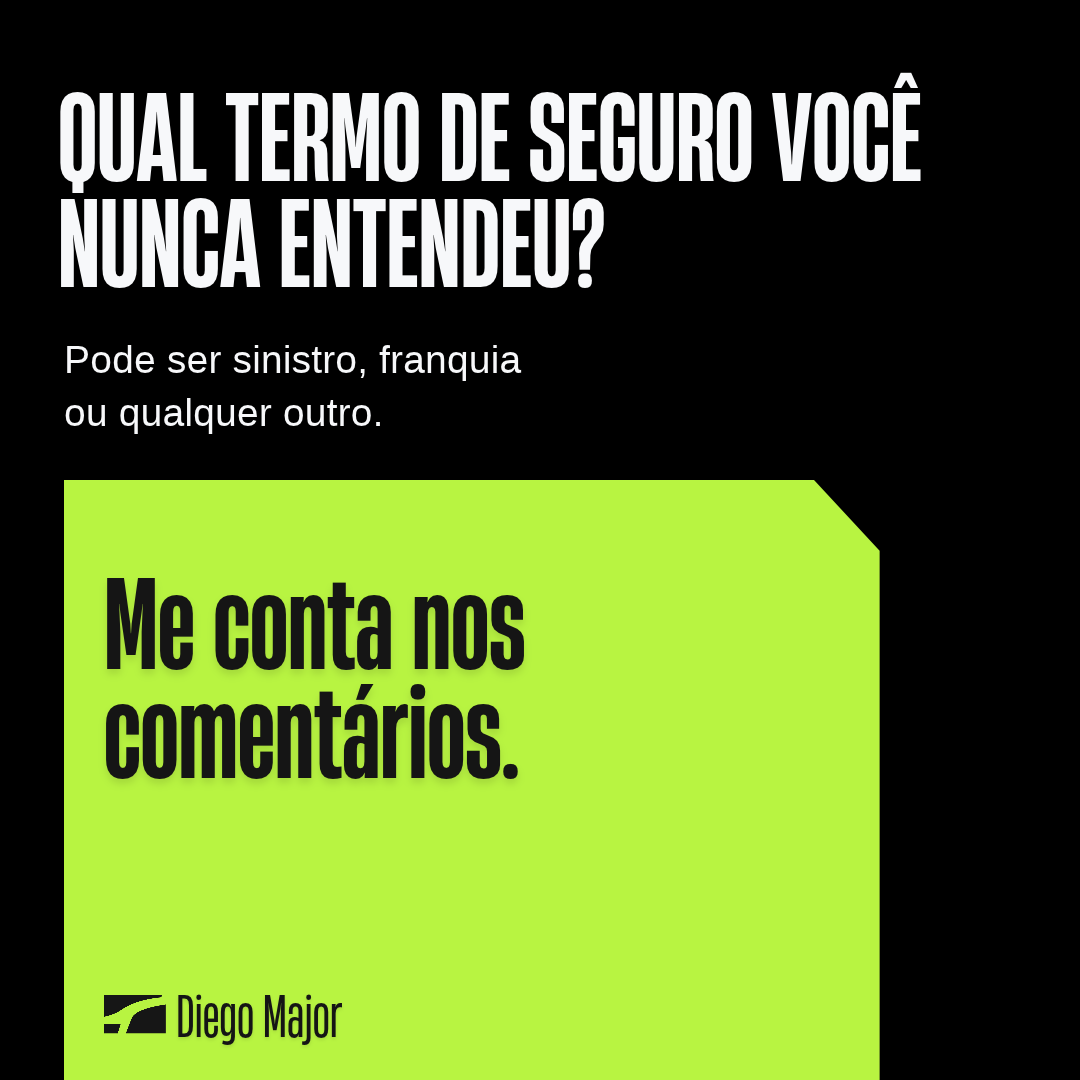 QUAL TERMO DE SEGURO VOCÊ
NUNCA ENTENDEU?
Pode ser sinistro, franquia
ou qualquer outro.
Me conta nos
comentários.
Diego Major